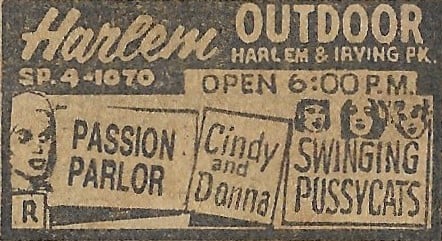 Harlem OUTDOOR
HARLEM & IRVING PK.
SP. 4-1070
OPEN 6:00 P.M.
PASSION
PARLOR
Cindy
and
Donna
SWINGING
PUSSYCATS
R